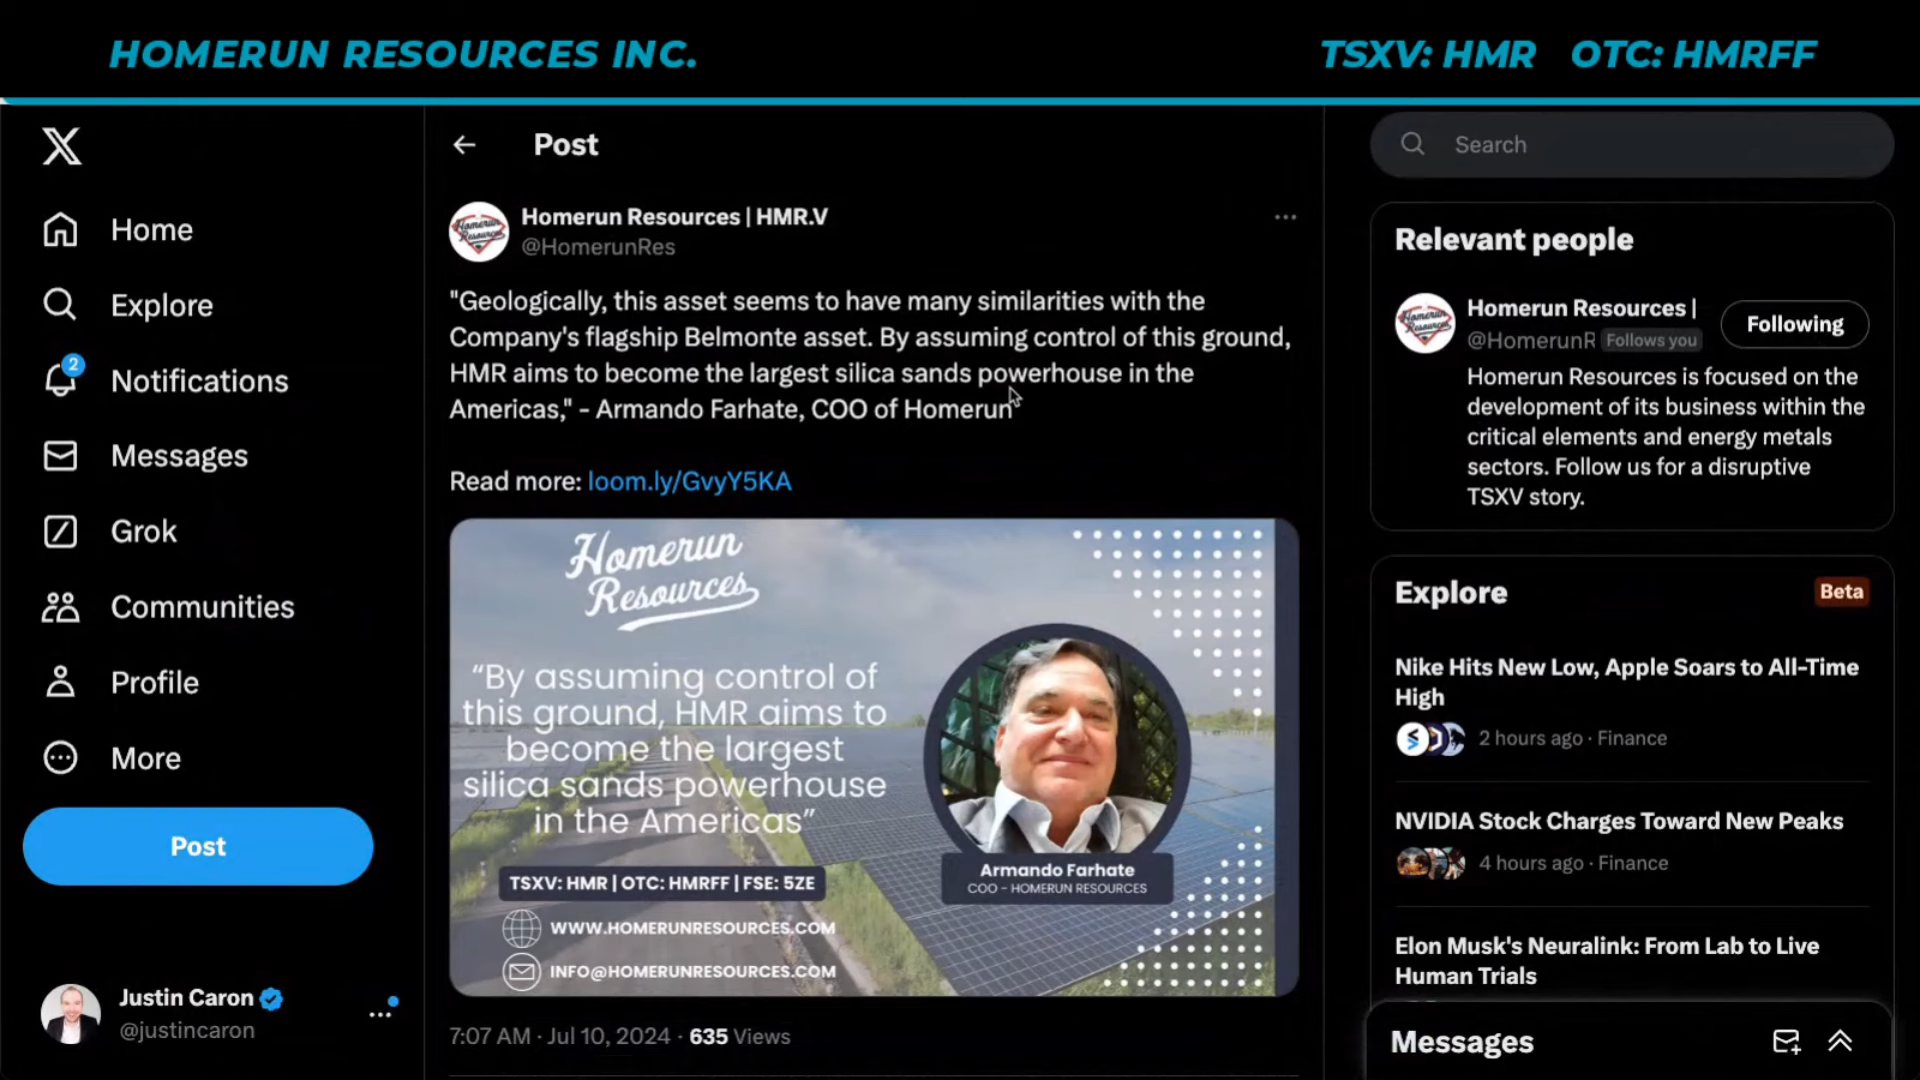 HOMERUN RESOURCES INC.
TSXV: HMR OTC: HMRFF
Home
Explore
2
Notifications
Messages
Grok
Communities
Profile
More
Post
Justin Caron
@justincaron
Post
Homerun Resources | HMR.V
@HomerunRes
"Geologically, this asset seems to have many similarities with the
Company's flagship Belmonte asset. By assuming control of this ground,
HMR aims to become the largest silica sands powerhouse in the
Americas," - Armando Farhate, COO of Homerun
Read more: loom.ly/GvyY5KA
Homerun
Resources
“By assuming control of
this ground, HMR aims to
become the largest
silica sands powerhouse
in the Americas”
TSXV: HMR | OTC: HMRFF | FSE: 5ZE
WWW.HOMERUNRESOURCES.COM
INFO@HOMERUNRESOURCES.COM
Armando Farhate
COO - HOMERUN RESOURCES
7:07 AM · Jul 10, 2024 · 635 Views
Search
Relevant people
Homerun Resources |
@HomerunR Follows you
Following
Homerun Resources is focused on the
development of its business within the
critical elements and energy metals
sectors. Follow us for a disruptive
TSXV story.
Explore
Beta
Nike Hits New Low, Apple Soars to All-Time
High
2 hours ago · Finance
NVIDIA Stock Charges Toward New Peaks
4 hours ago · Finance
Elon Musk's Neuralink: From Lab to Live
Human Trials
Messages